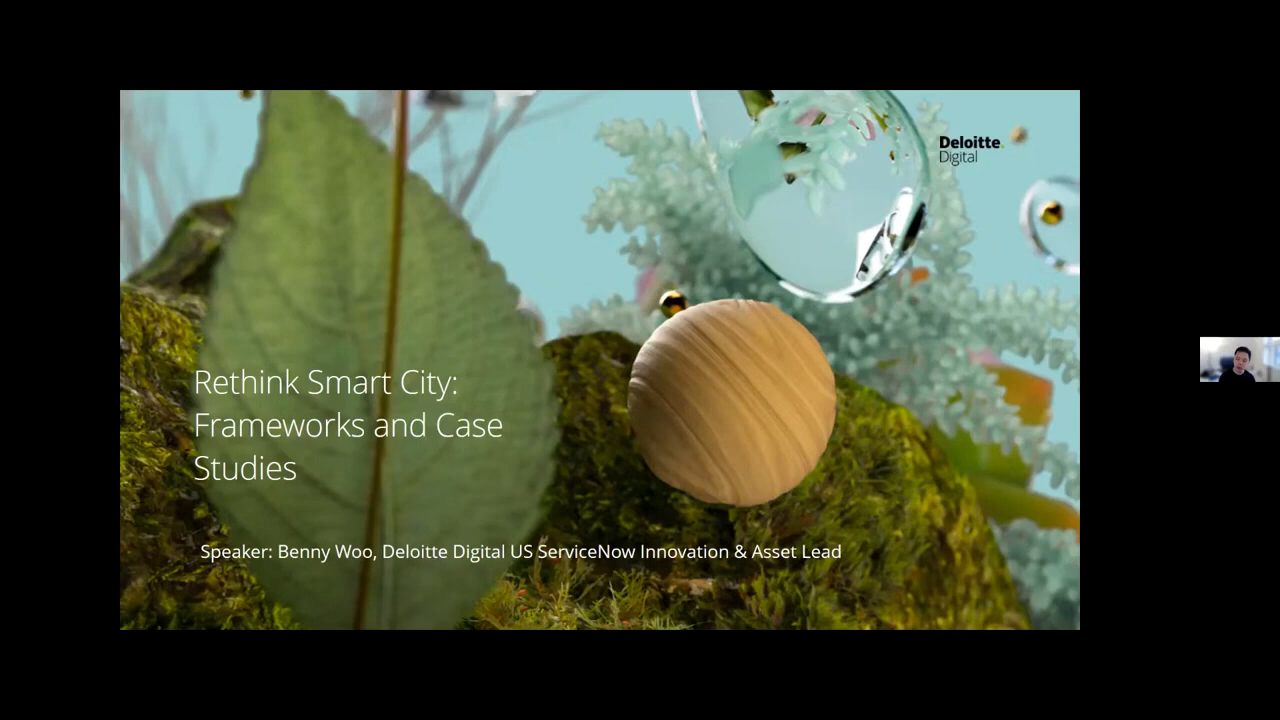 Deloitte.
Digital
Rethink Smart City:
Frameworks and Case
Studies
Speaker: Benny Woo, Deloitte Digital US ServiceNow Innovation & Asset Lead